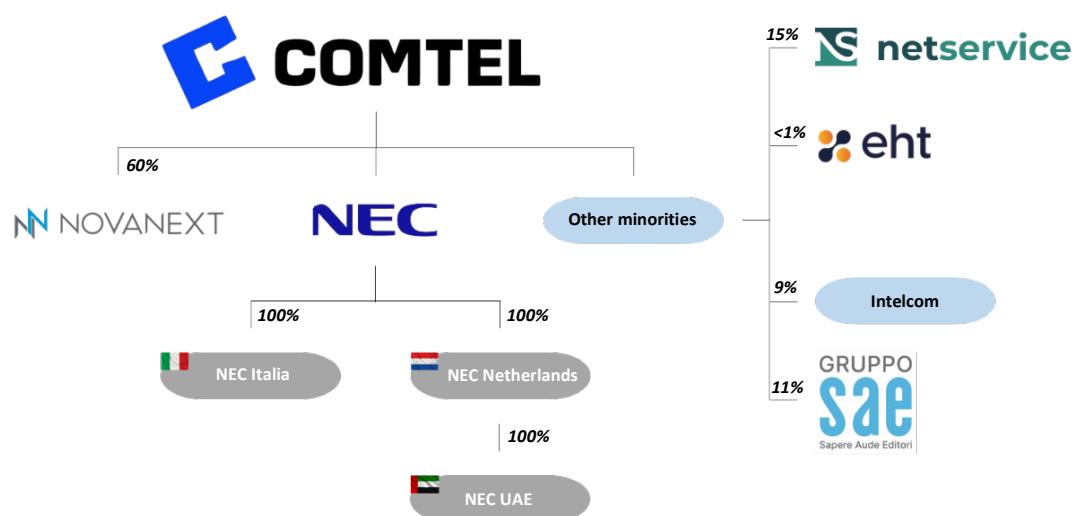 COMTEL
60%
NOVANEXT
NEC
Other minorities
100%
100%
NEC Italia
NEC Netherlands
100%
NEC UAE
15%
NS netservice
<1%
eht
9%
Intelcom
11%
GRUPPO
sae
Sapere Aude Editori